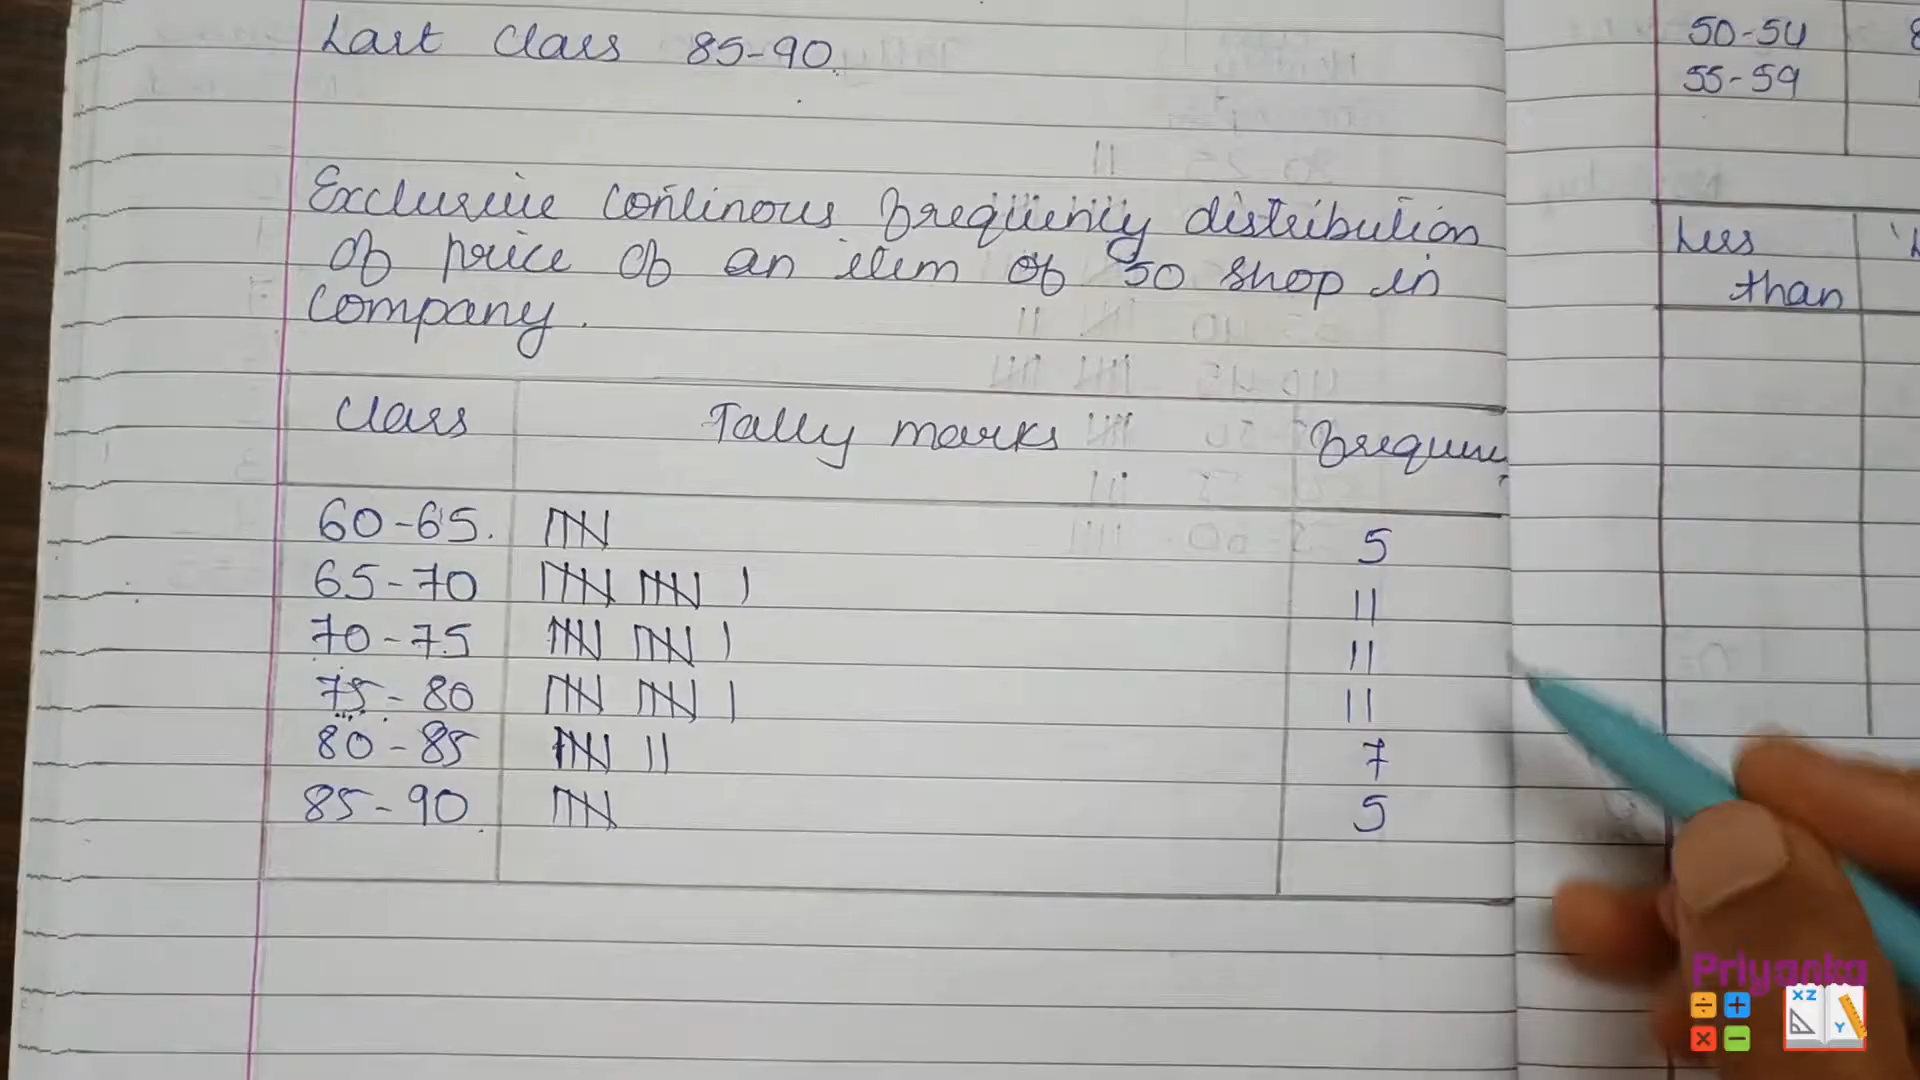 Last Class 85-90.
Exclusive Continous frequency distribution
of price of an item of 50 shop in
Company.
Class Tally marks
60-65. 5
65-70 11
70-75 11
75-80 11
80-85 7
85-90 5
50-54
55-59
Less
than
Priyanka
XZ
Y